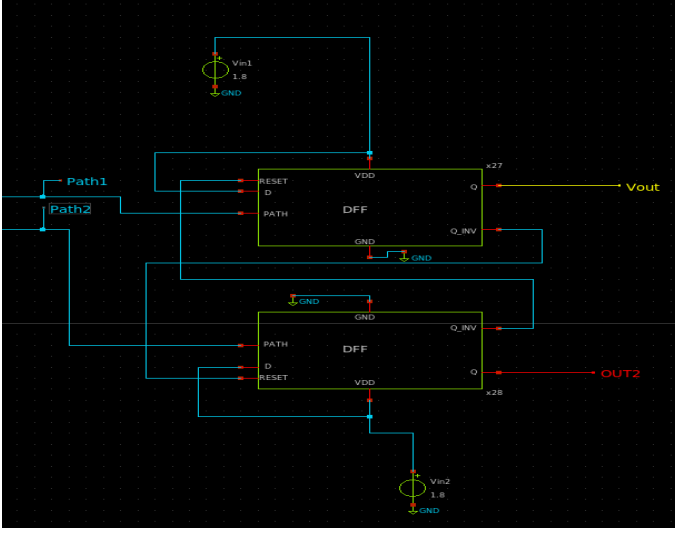 Vin1
1.8
GND
x27
VDD
RESET
D
PATH
DFF
Q
Q_INV
GND
GND
Path1
Path2
Vout
GND
GND
Q_INV
PATH
D
RESET
DFF
Q
VDD
x28
OUT2
Vin2
1.8
GND